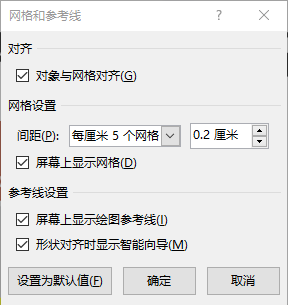 网格和参考线
对齐
对象与网格对齐(G)
网格设置
间距(P): 每厘米 5 个网格 0.2 厘米
屏幕上显示网格(D)
参考线设置
屏幕上显示绘图参考线(I)
形状对齐时显示智能向导(M)
设置为默认值(F) 确定 取消